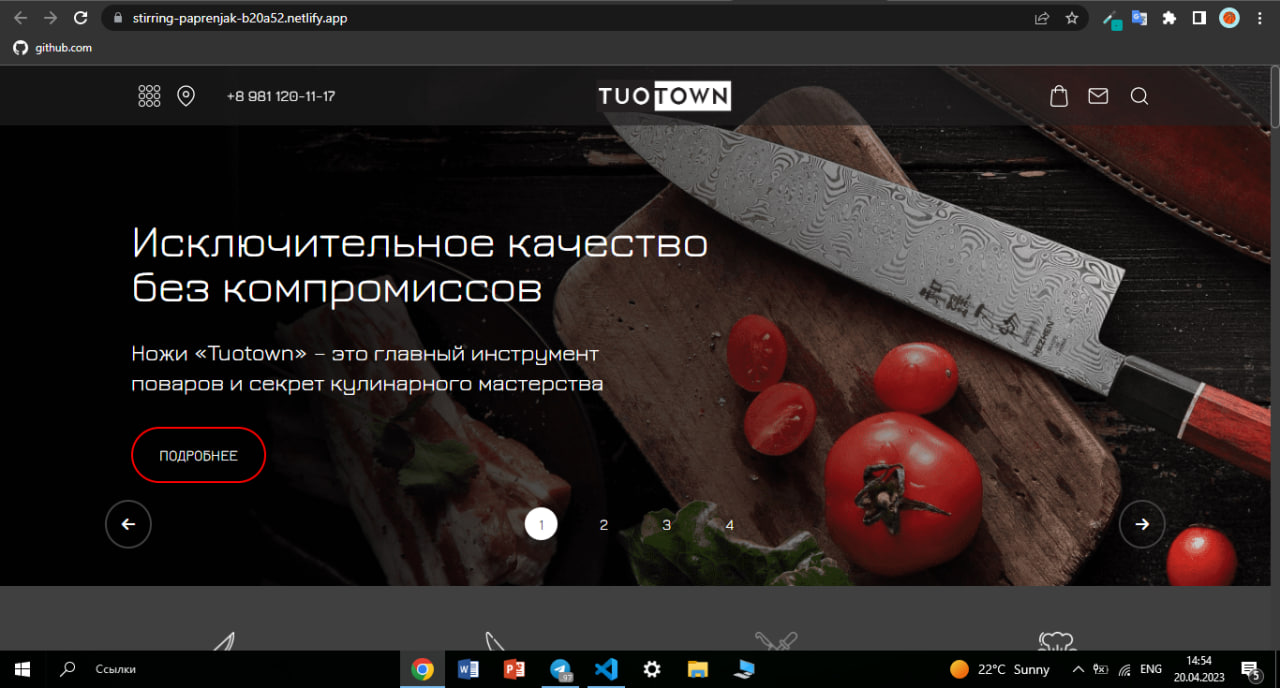 stirring-paprenjak-b20a52.netlify.app
github.com
+8 981 120-11-17
TUOTOWN
Исключительное качество
без компромиссов
Ножи «Tuotown» – это главный инструмент
поваров и секрет кулинарного мастерства
ПОДРОБНЕЕ
1 2 3 4
HEZHEN
Ссылки
97
22°C Sunny
ENG
14:54
20.04.2023
5